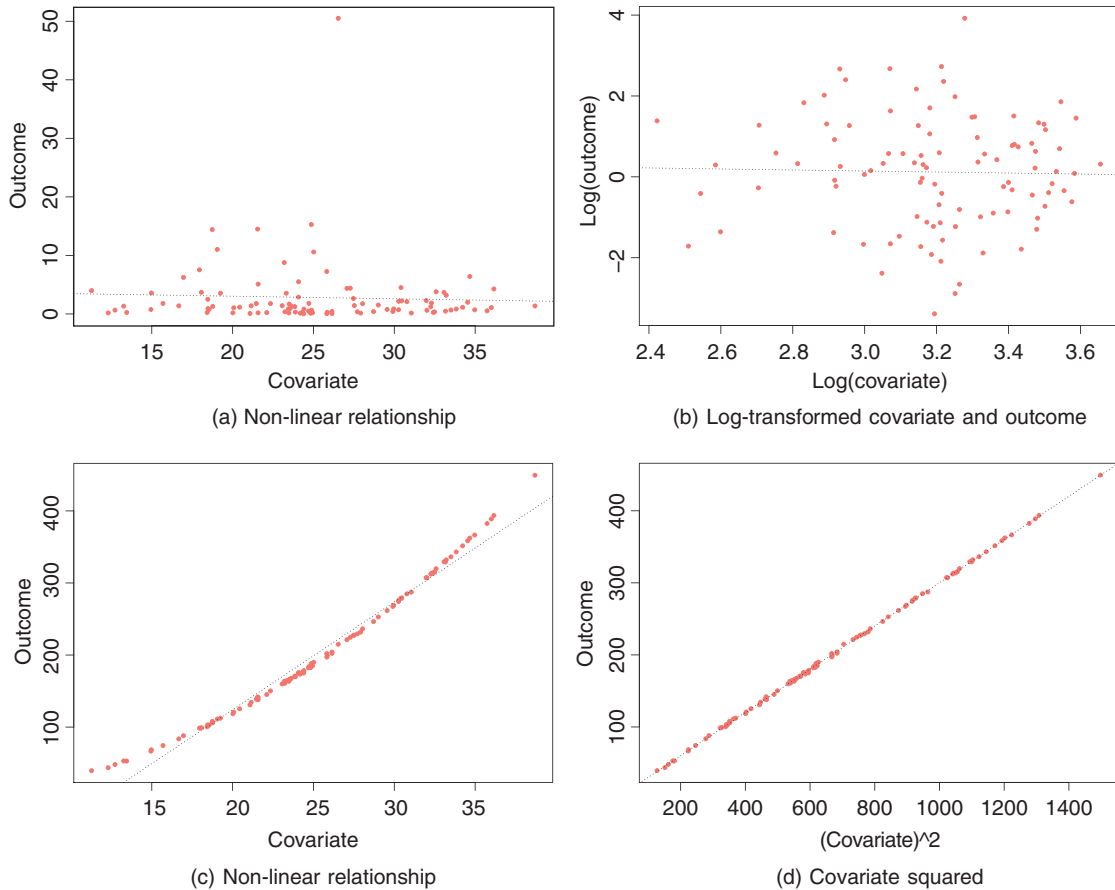 50
40
30
20
10
0
Outcome
15 20 25 30 35
Covariate
(a) Non-linear relationship
4
2
0
−2
Log(outcome)
2.4 2.6 2.8 3.0 3.2 3.4 3.6
Log(covariate)
(b) Log-transformed covariate and outcome
400
300
200
100
Outcome
15 20 25 30 35
Covariate
(c) Non-linear relationship
400
300
200
100
Outcome
200 400 600 800 1000 1200 1400
(Covariate)^2
(d) Covariate squared